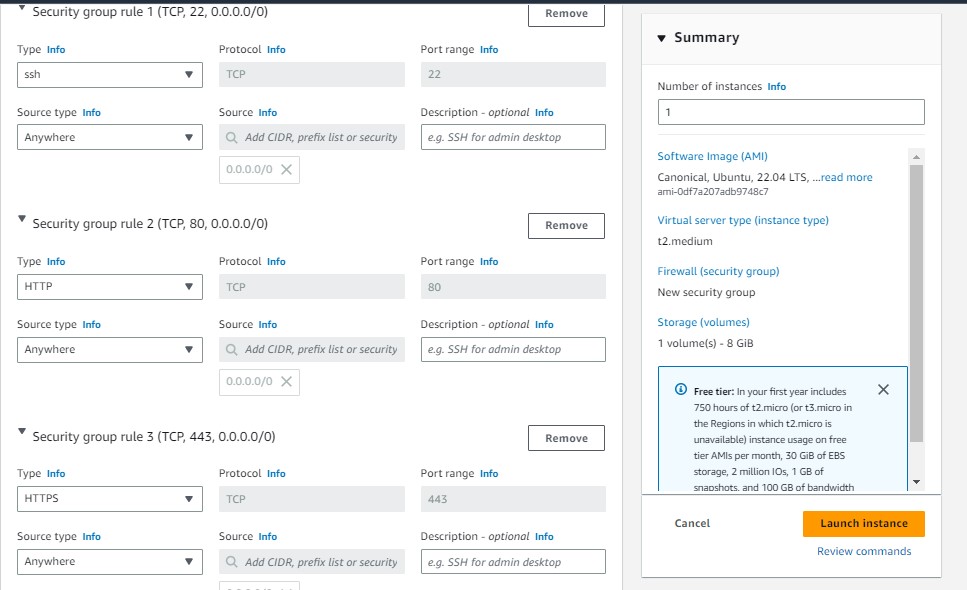 Security group rule 1 (TCP, 22, 0.0.0.0/0)
Remove
Type Info
Protocol Info
Port range Info
ssh
TCP
22
Source type Info
Source Info
Description - optional Info
Anywhere
Add CIDR, prefix list or security
e.g. SSH for admin desktop
0.0.0.0/0
Security group rule 2 (TCP, 80, 0.0.0.0/0)
Remove
Type Info
Protocol Info
Port range Info
HTTP
TCP
80
Source type Info
Source Info
Description - optional Info
Anywhere
Add CIDR, prefix list or security
e.g. SSH for admin desktop
0.0.0.0/0
Security group rule 3 (TCP, 443, 0.0.0.0/0)
Remove
Type Info
Protocol Info
Port range Info
HTTPS
TCP
443
Source type Info
Source Info
Description - optional Info
Anywhere
Add CIDR, prefix list or security
e.g. SSH for admin desktop
Summary
Number of instances Info
1
Software Image (AMI)
Canonical, Ubuntu, 22.04 LTS, ...read more
ami-0df7a207adb9748c7
Virtual server type (instance type)
t2.medium
Firewall (security group)
New security group
Storage (volumes)
1 volume(s) - 8 GiB
Free tier: In your first year includes
750 hours of t2.micro (or t3.micro in
the Regions in which t2.micro is
unavailable) instance usage on free
tier AMIs per month, 30 GiB of EBS
storage, 2 million IOs, 1 GB of
snapshots, and 100 GB of bandwidth
Cancel
Launch instance
Review commands